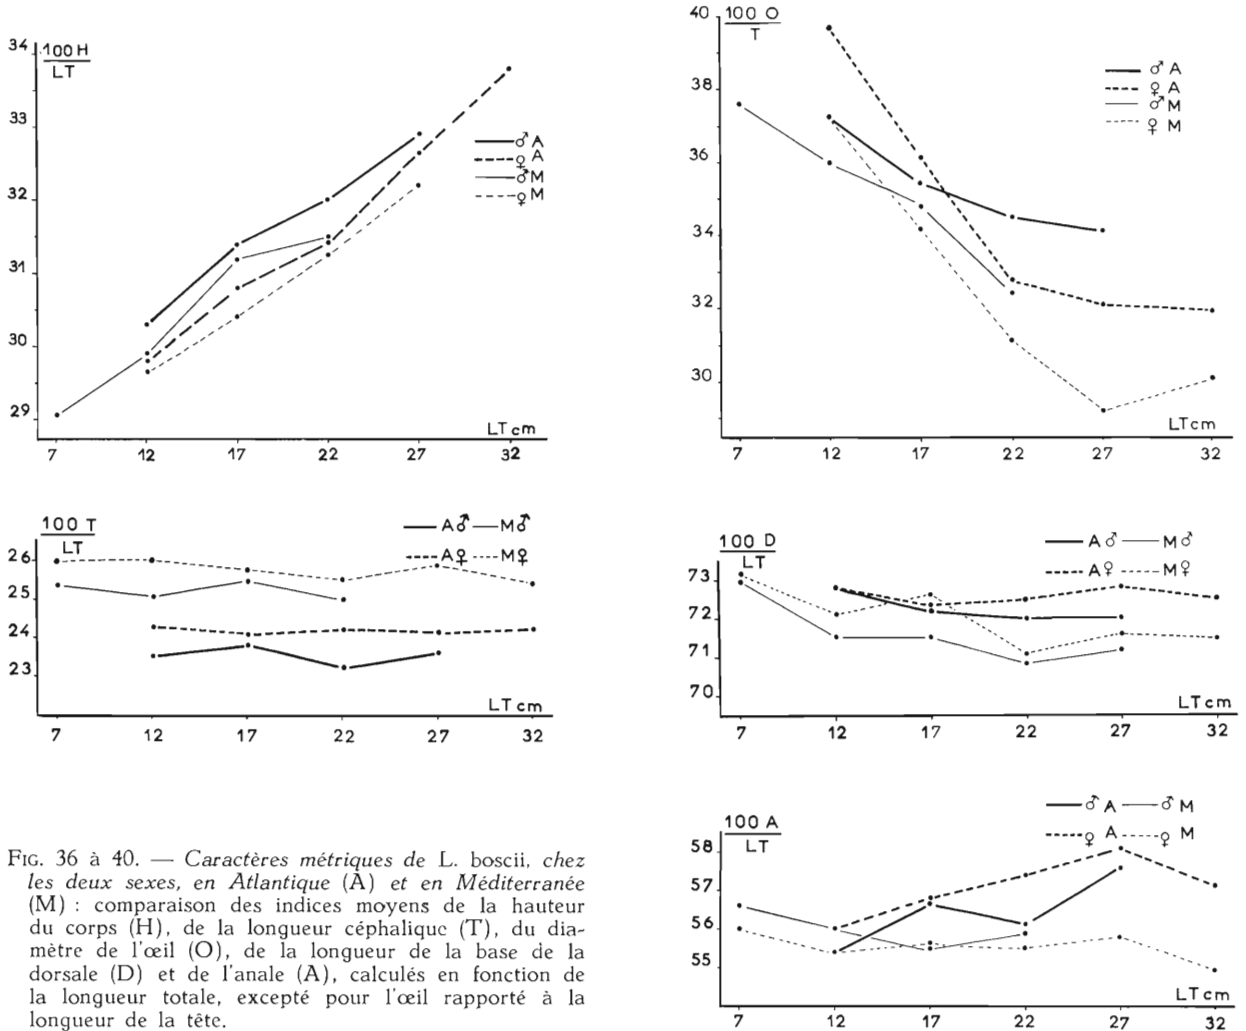 100 H
LT
34
33
32
31
30
29
♂ A
♀ A
♂ M
♀ M
LT cm
7 12 17 22 27 32
100 O
T
40
38
36
34
32
30
♂ A
♀ A
♂ M
♀ M
LT cm
7 12 17 22 27 32
100 T
LT
A ♂ M ♂
A ♀ M ♀
26
25
24
23
LT cm
7 12 17 22 27 32
100 D
LT
A ♂ M ♂
A ♀ M ♀
73
72
71
70
LT cm
7 12 17 22 27 32
100 A
LT
♂ A ♂ M
♀ A ♀ M
58
57
56
55
LT cm
7 12 17 22 27 32
FIG. 36 à 40. — Caractères métriques de L. boscii, chez
les deux sexes, en Atlantique (A) et en Méditerranée
(M) : comparaison des indices moyens de la hauteur
du corps (H), de la longueur céphalique (T), du dia-
mètre de l'œil (O), de la longueur de la base de la
dorsale (D) et de l'anale (A), calculés en fonction de
la longueur totale, excepté pour l'œil rapporté à la
longueur de la tête.